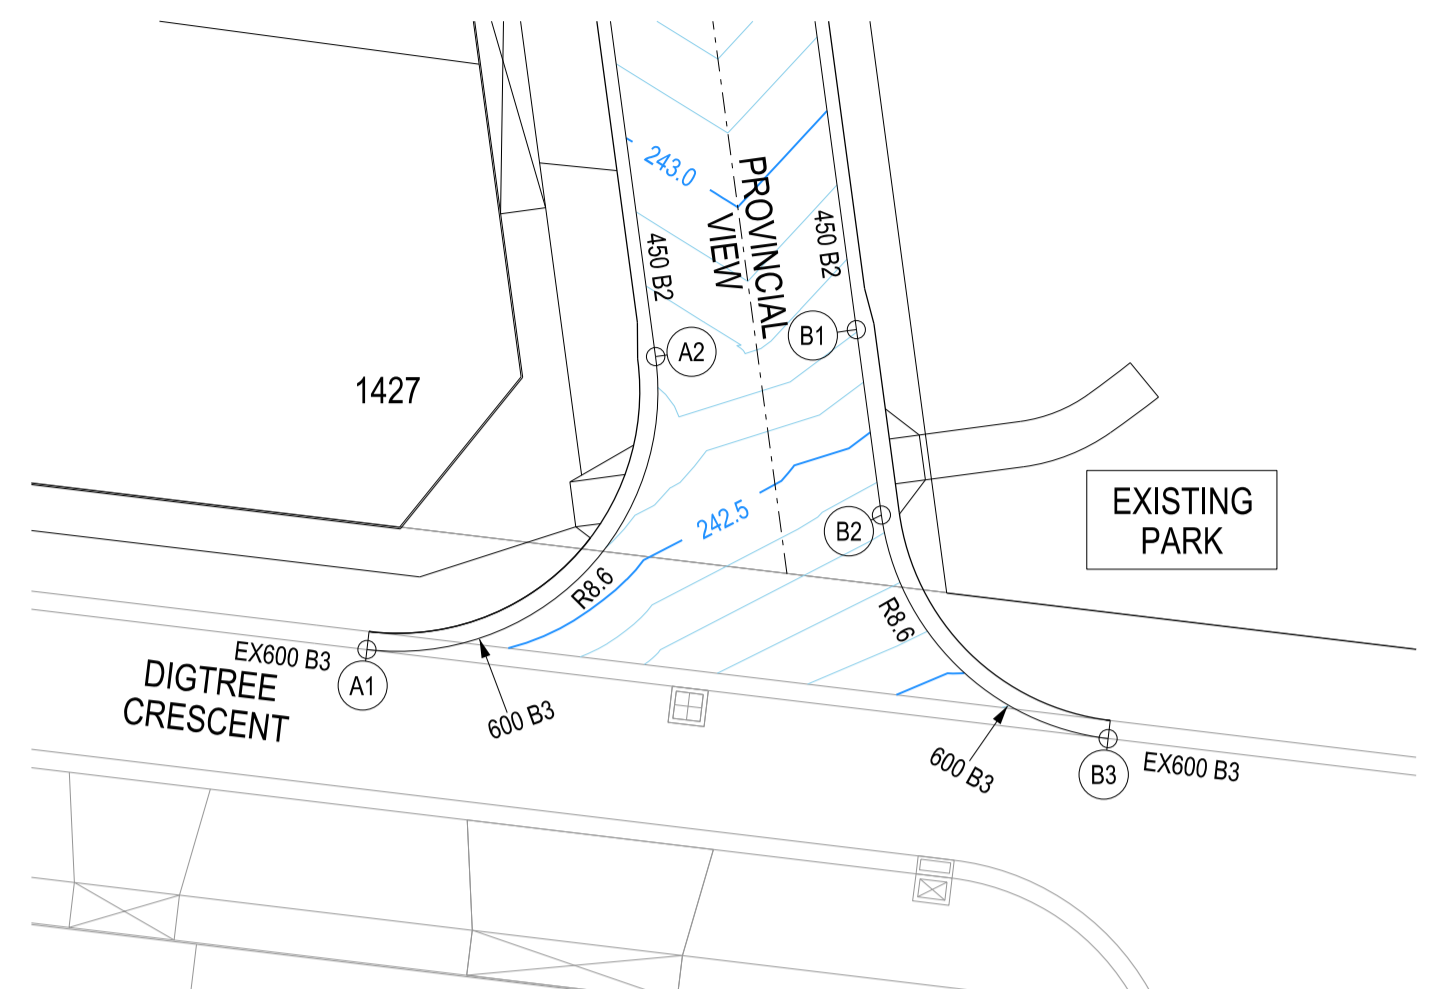 243.0
PROVINCIAL
VIEW
450 B2
450 B2
A2
B1
1427
242.5
B2
EXISTING
PARK
R8.6
R8.6
EX600 B3
A1
DIGTREE
CRESCENT
600 B3
600 B3
B3
EX600 B3